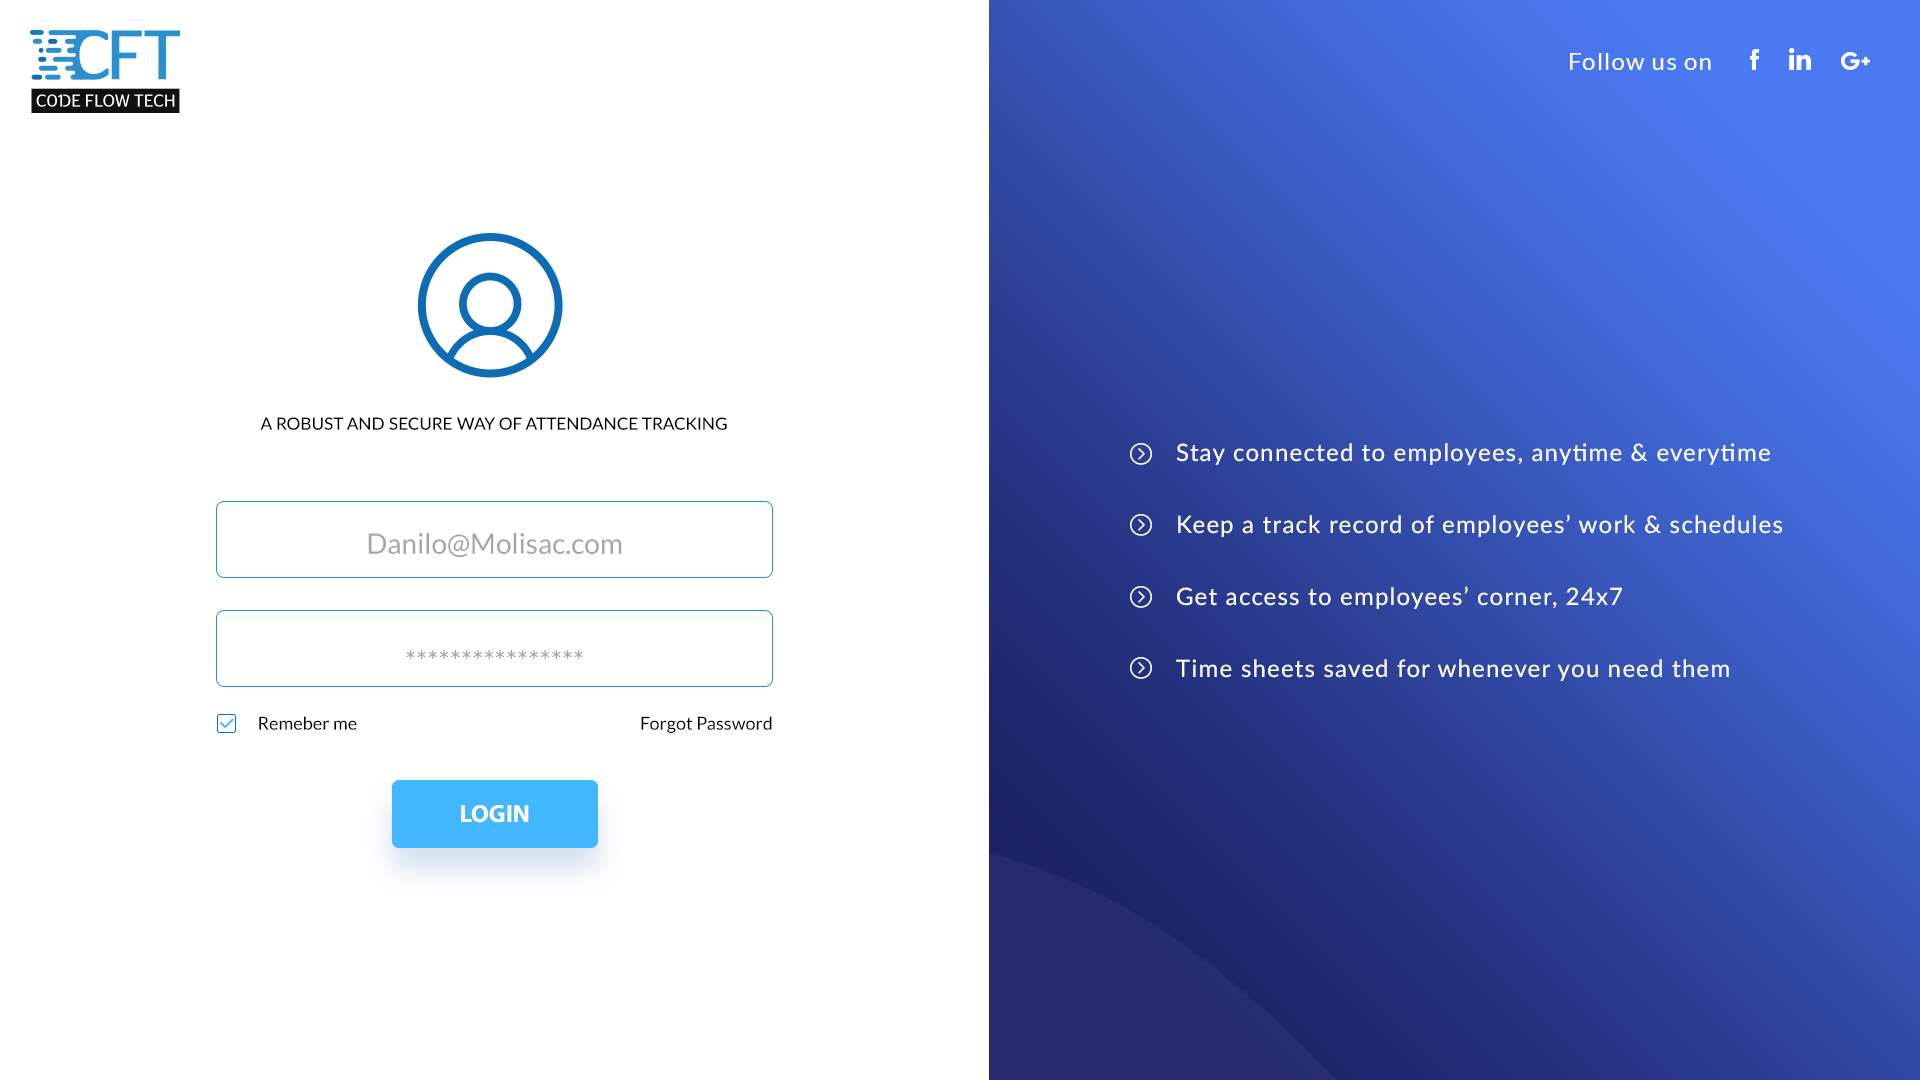 CFT
CODE FLOW TECH
Follow us on f in G+
A ROBUST AND SECURE WAY OF ATTENDANCE TRACKING
Danilo@Molisac.com
****************
Remeber me Forgot Password
LOGIN
Stay connected to employees, anytime & everytime
Keep a track record of employees’ work & schedules
Get access to employees’ corner, 24x7
Time sheets saved for whenever you need them